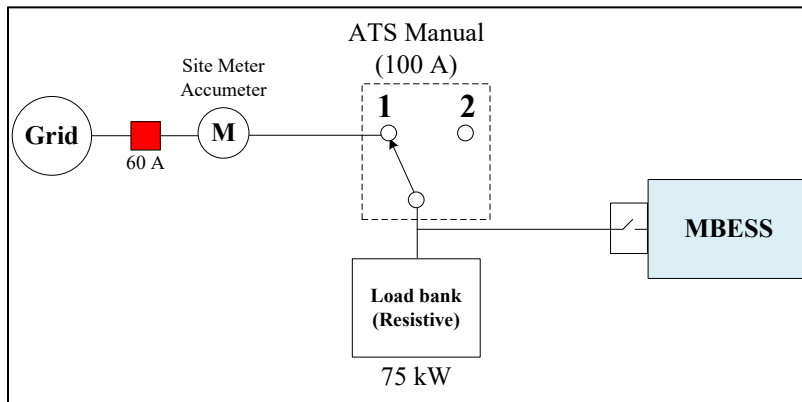 ATS Manual
(100 A)
Site Meter
Accumeter
1
2
Grid
M
60 A
MBESS
Load bank
(Resistive)
75 kW